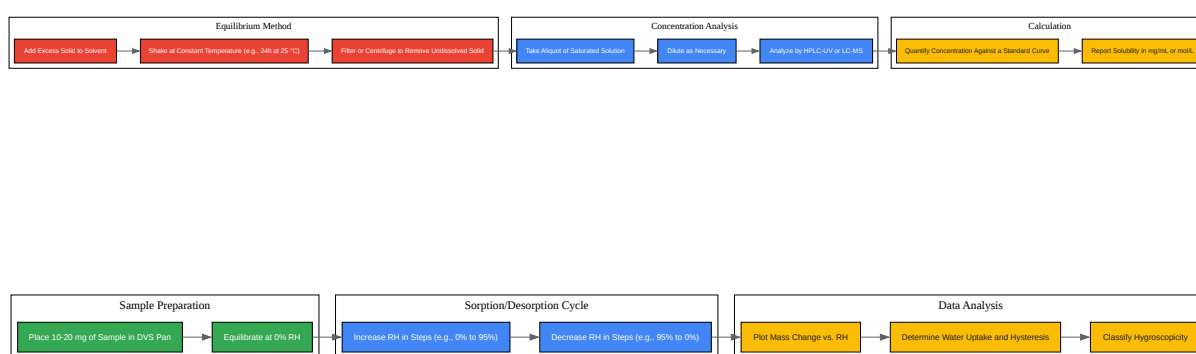 Equilibrium Method
Concentration Analysis
Calculation
Add Excess Solid to Solvent
Shake at Constant Temperature (e.g., 24h at 25 °C)
Filter or Centrifuge to Remove Undissolved Solid
Take Aliquot of Saturated Solution
Dilute as Necessary
Analyze by HPLC-UV or LC-MS
Quantify Concentration Against a Standard Curve
Report Solubility in mg/mL or mol/L
Sample Preparation
Sorption/Desorption Cycle
Data Analysis
Place 10-20 mg of Sample in DVS Pan
Equilibrate at 0% RH
Increase RH in Steps (e.g., 0% to 95%)
Decrease RH in Steps (e.g., 95% to 0%)
Plot Mass Change vs. RH
Determine Water Uptake and Hysteresis
Classify Hygroscopicity